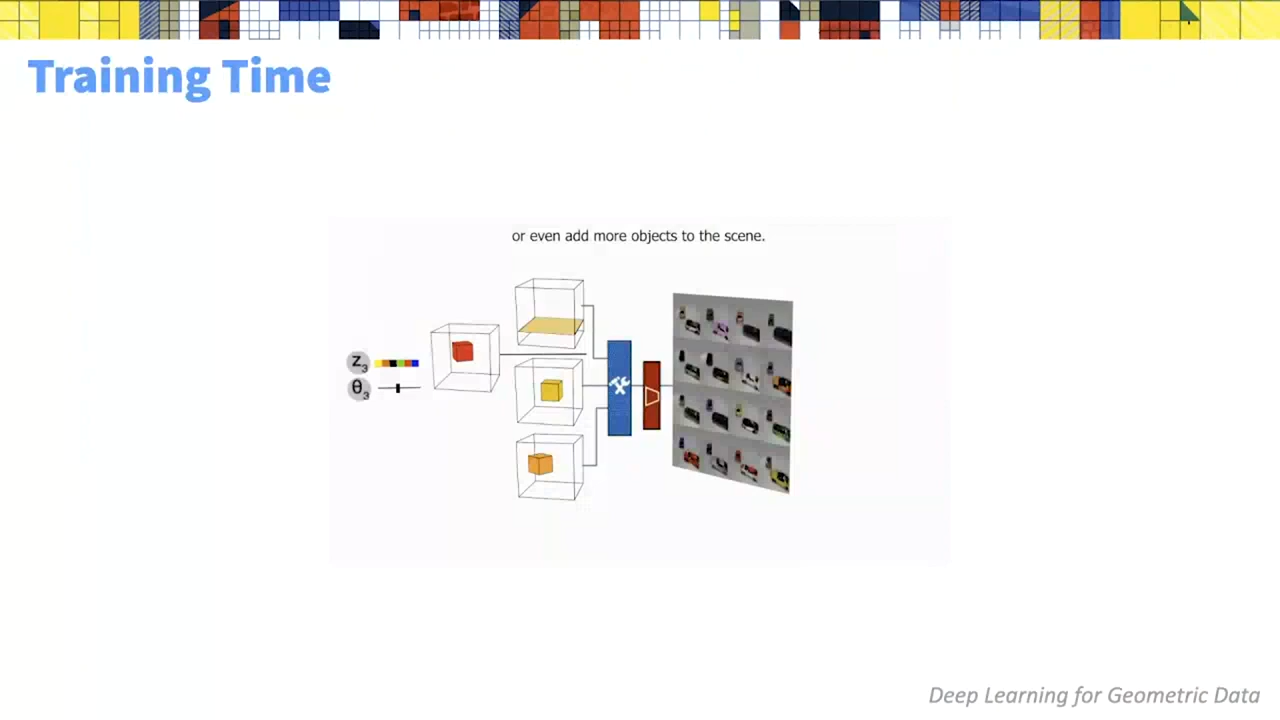 Training Time
or even add more objects to the scene.
z3
θ3
Deep Learning for Geometric Data